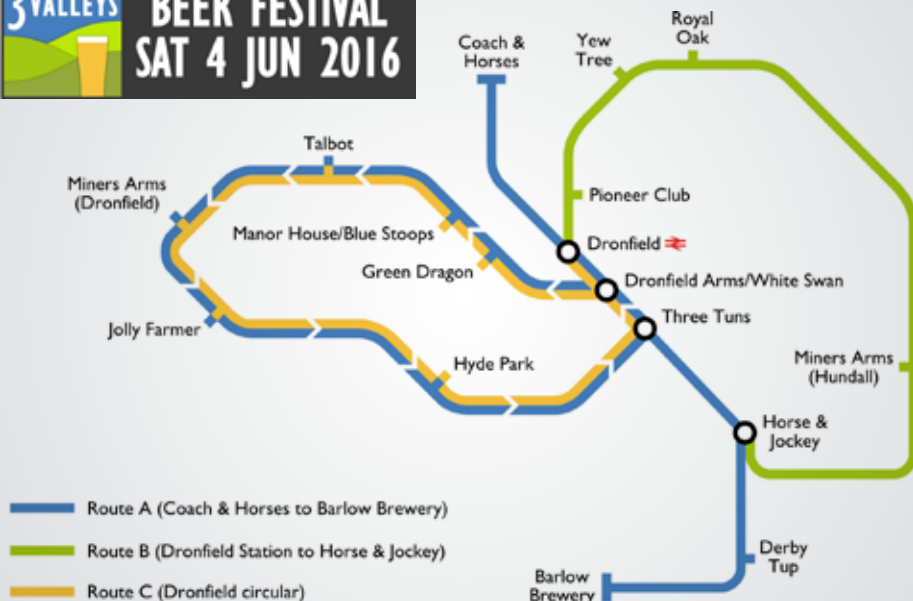 3 VALLEYS
BEER FESTIVAL
SAT 4 JUN 2016
Coach &
Horses
Yew
Tree
Royal
Oak
Talbot
Miners Arms
(Dronfield)
Pioneer Club
Manor House/Blue Stoops
Dronfield
Green Dragon
Dronfield Arms/White Swan
Three Tuns
Jolly Farmer
Hyde Park
Miners Arms
(Hundall)
Horse &
Jockey
Route A (Coach & Horses to Barlow Brewery)
Route B (Dronfield Station to Horse & Jockey)
Derby
Tup
Barlow
Brewery
Route C (Dronfield circular)